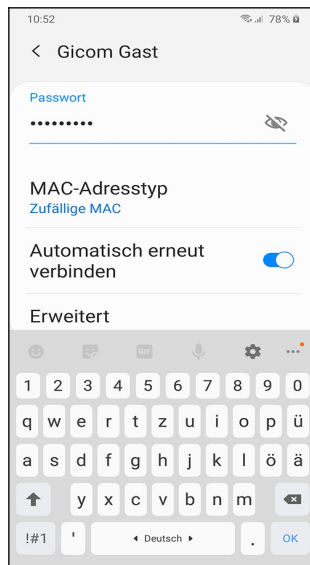 10:52 78%
Gicom Gast
Passwort
•••••••••
MAC-Adresstyp
Zufällige MAC
Automatisch erneut
verbinden
Erweitert
GIF
1 2 3 4 5 6 7 8 9 0
q w e r t z u i o p ü
a s d f g h j k l ö ä
y x c v b n m
!#1 ' Deutsch . OK